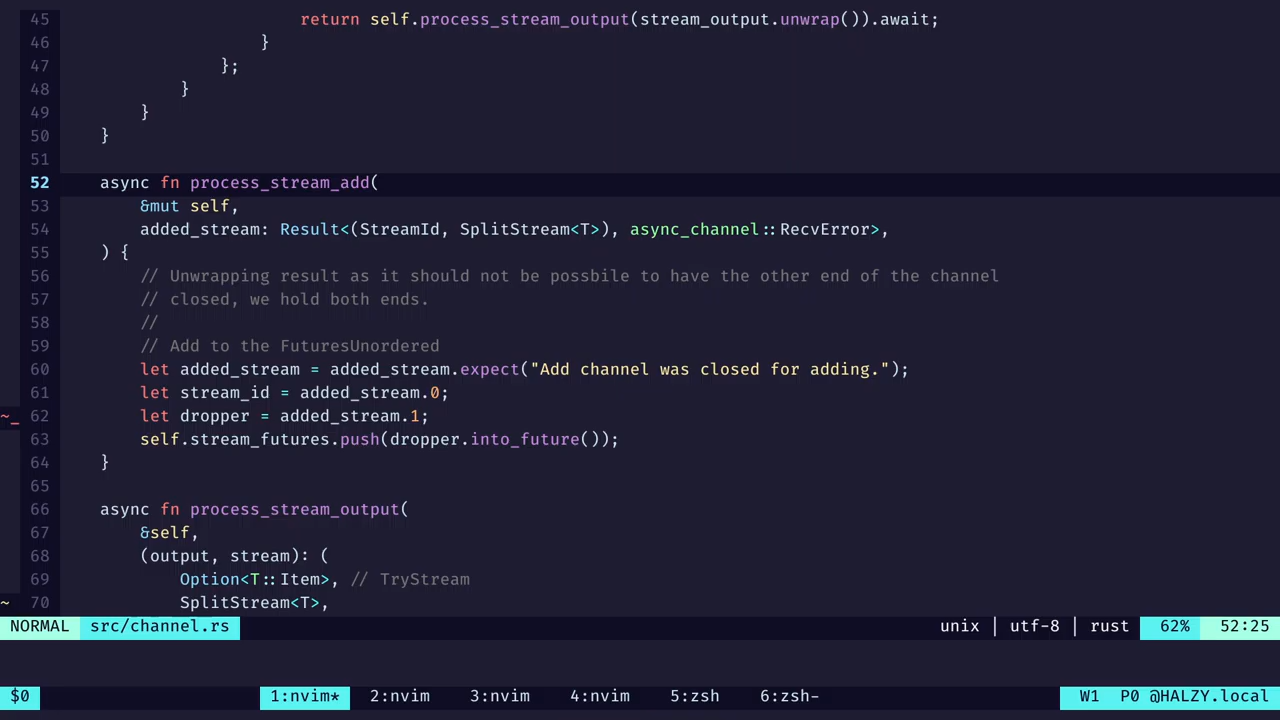 45                         return self.process_stream_output(stream_output.unwrap()).await;
46                     }
47                 };
48             }
49         }
50     }
51
52     async fn process_stream_add(
53         &mut self,
54         added_stream: Result<(StreamId, SplitStream<T>), async_channel::RecvError>,
55     ) {
56         // Unwrapping result as it should not be possbile to have the other end of the channel
57         // closed, we hold both ends.
58         //
59         // Add to the FuturesUnordered
60         let added_stream = added_stream.expect("Add channel was closed for adding.");
61         let stream_id = added_stream.0;
~_ 62         let dropper = added_stream.1;
63         self.stream_futures.push(dropper.into_future());
64     }
65
66     async fn process_stream_output(
67         &self,
68         (output, stream): (
69             Option<T::Item>, // TryStream
~ 70             SplitStream<T>,
NORMAL src/channel.rs unix | utf-8 | rust 62% 52:25
$0 1:nvim* 2:nvim 3:nvim 4:nvim 5:zsh 6:zsh- W1 P0 @HALZY.local